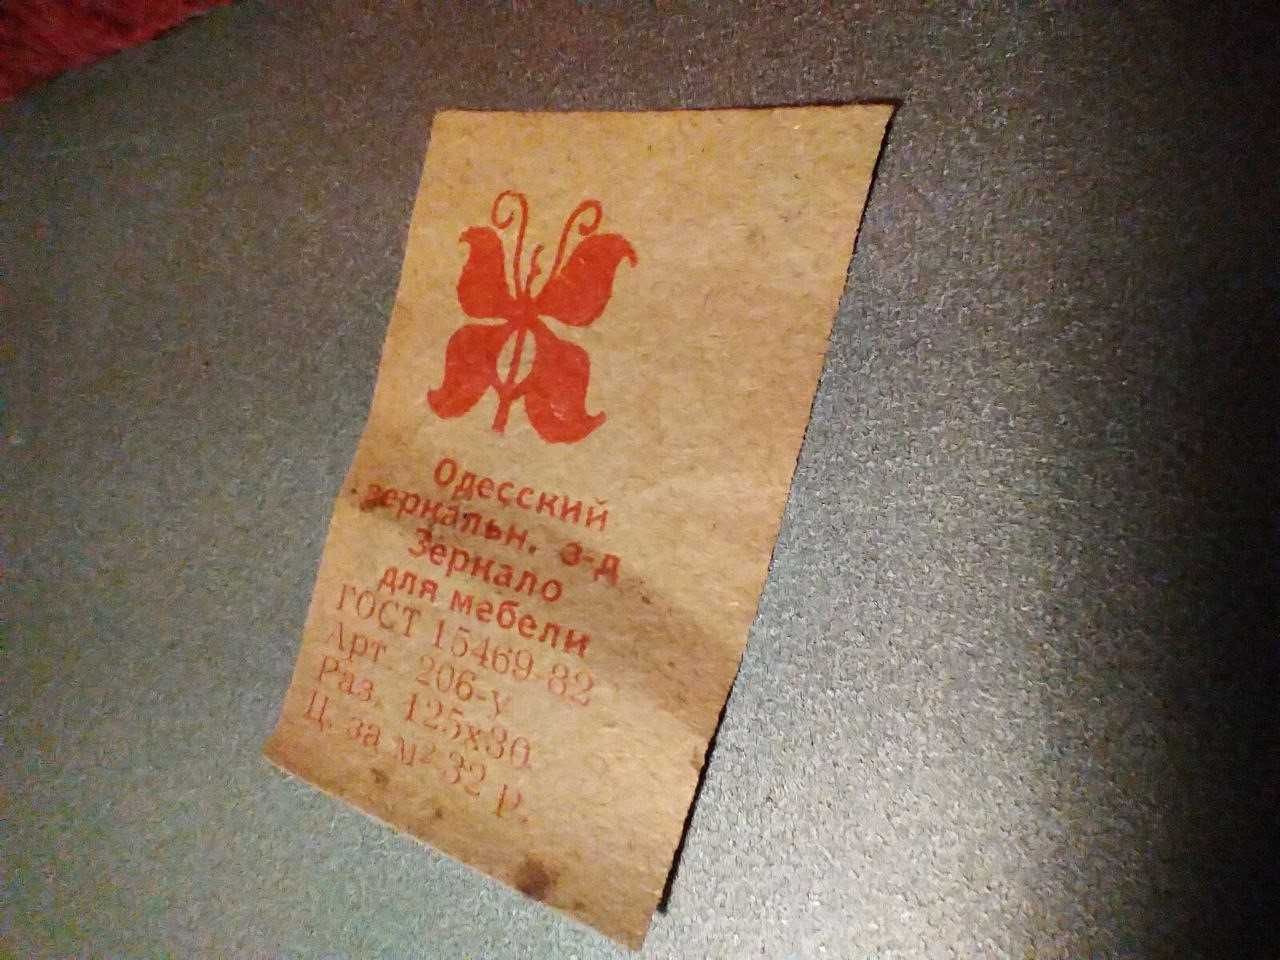 Одесский
зеркальн. з-д
Зеркало
для мебели
ГОСТ 15469-82
Арт. 206-у
Раз. 125х30
Ц. за м² 32 р.